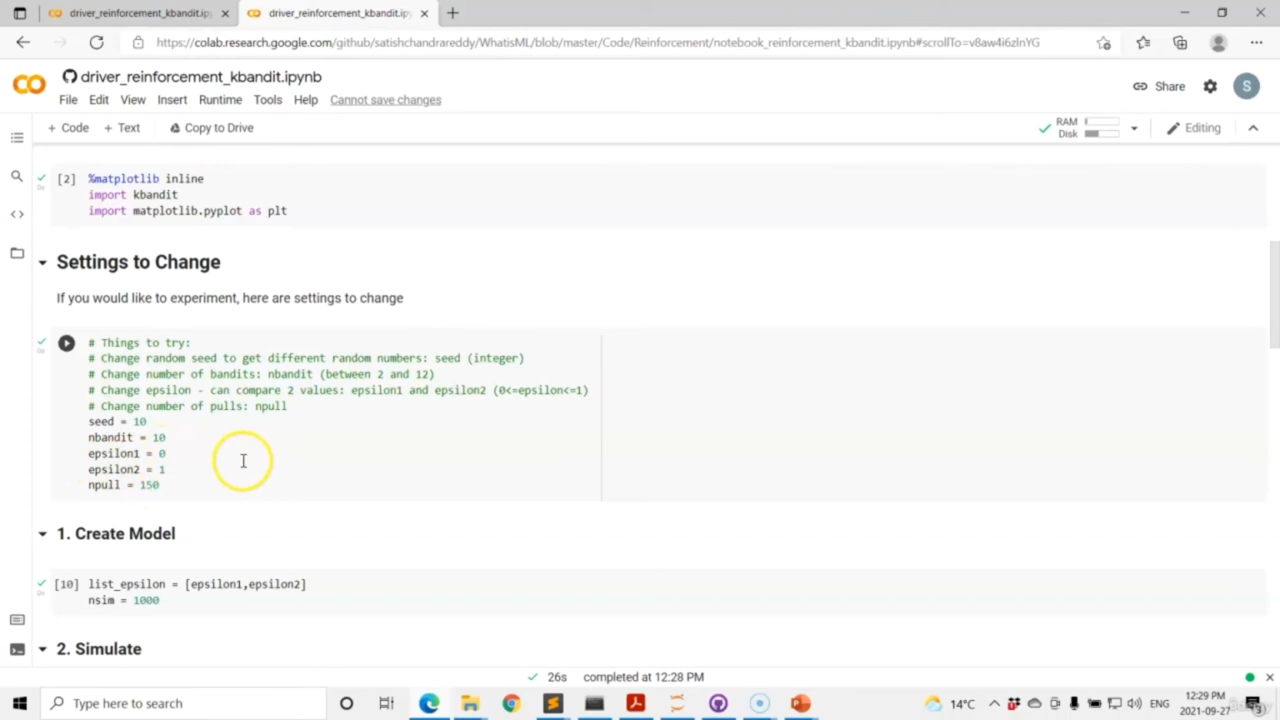 driver_reinforcement_kbandit.ipy
driver_reinforcement_kbandit.ipy
https://colab.research.google.com/github/satishchandrareddy/WhatisML/blob/master/Code/Reinforcement/notebook_reinforcement_kbandit.ipynb#scrollTo=v8aw4i6zlnYG
driver_reinforcement_kbandit.ipynb
Share
S
File Edit View Insert Runtime Tools Help Cannot save changes
+ Code + Text Copy to Drive
RAM
Disk
Editing
[2] %matplotlib inline
import kbandit
import matplotlib.pyplot as plt
Settings to Change
If you would like to experiment, here are settings to change
# Things to try:
# Change random seed to get different random numbers: seed (integer)
# Change number of bandits: nbandit (between 2 and 12)
# Change epsilon - can compare 2 values: epsilon1 and epsilon2 (0<=epsilon<=1)
# Change number of pulls: npull
seed = 10
nbandit = 10
epsilon1 = 0
epsilon2 = 1
npull = 150
1. Create Model
[10] list_epsilon = [epsilon1,epsilon2]
nsim = 1000
2. Simulate
26s completed at 12:28 PM
Type here to search
14°C
ENG
12:29 PM
2021-09-27